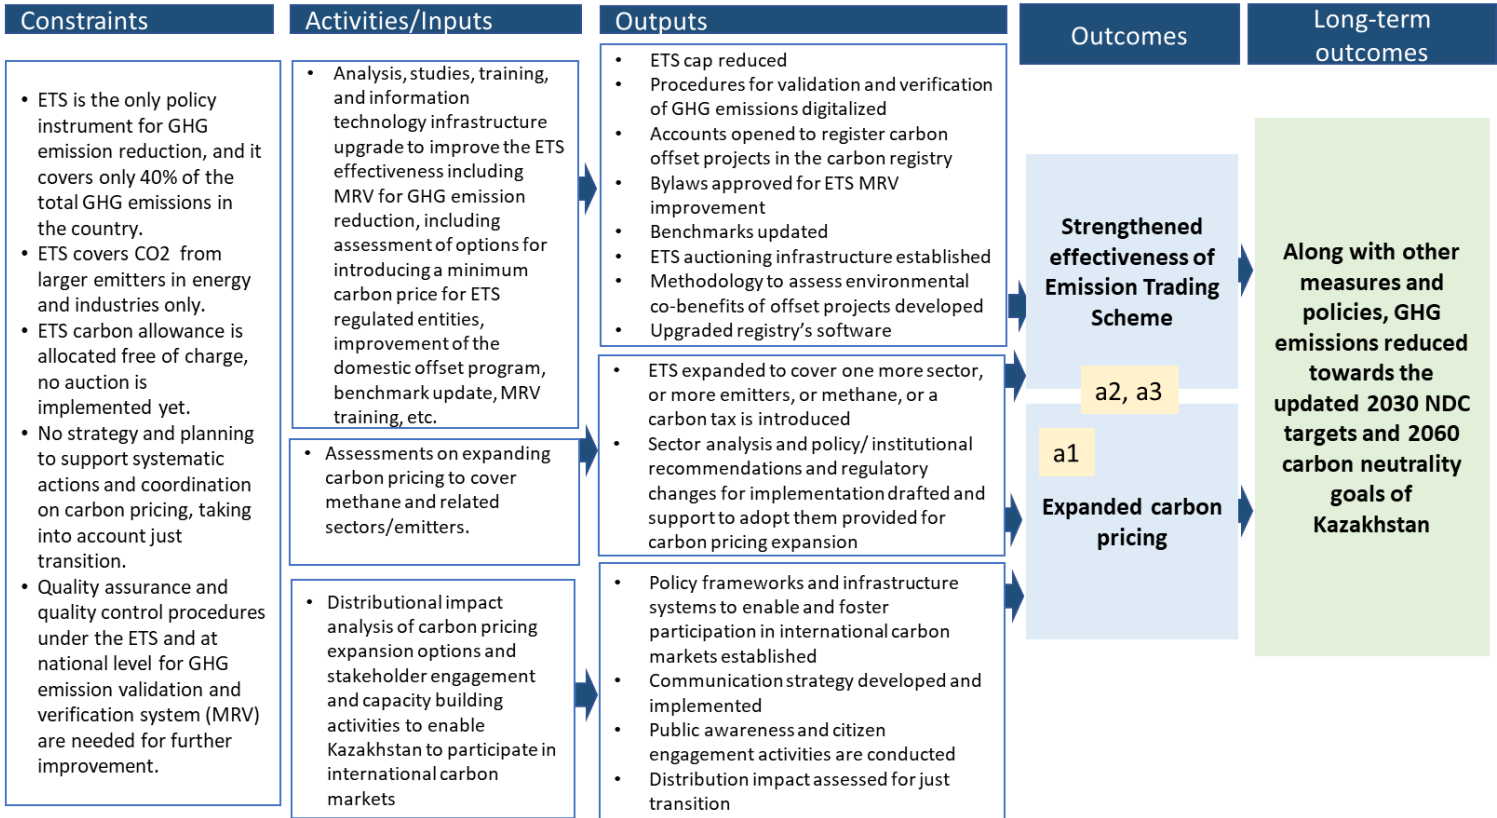 Constraints
• ETS is the only policy
instrument for GHG
emission reduction, and it
covers only 40% of the
total GHG emissions in
the country.
• ETS covers CO2 from
larger emitters in energy
and industries only.
• ETS carbon allowance is
allocated free of charge,
no auction is
implemented yet.
• No strategy and planning
to support systematic
actions and coordination
on carbon pricing, taking
into account just
transition.
• Quality assurance and
quality control procedures
under the ETS and at
national level for GHG
emission validation and
verification system (MRV)
are needed for further
improvement.
Activities/Inputs
• Analysis, studies, training,
and information
technology infrastructure
upgrade to improve the ETS
effectiveness including
MRV for GHG emission
reduction, including
assessment of options for
introducing a minimum
carbon price for ETS
regulated entities,
improvement of the
domestic offset program,
benchmark update, MRV
training, etc.
• Assessments on expanding
carbon pricing to cover
methane and related
sectors/emitters.
• Distributional impact
analysis of carbon pricing
expansion options and
stakeholder engagement
and capacity building
activities to enable
Kazakhstan to participate in
international carbon
markets
Outputs
• ETS cap reduced
• Procedures for validation and verification
of GHG emissions digitalized
• Accounts opened to register carbon
offset projects in the carbon registry
• Bylaws approved for ETS MRV
improvement
• Benchmarks updated
• ETS auctioning infrastructure established
• Methodology to assess environmental
co-benefits of offset projects developed
• Upgraded registry's software
• ETS expanded to cover one more sector,
or more emitters, or methane, or a
carbon tax is introduced
• Sector analysis and policy/ institutional
recommendations and regulatory
changes for implementation drafted and
support to adopt them provided for
carbon pricing expansion
• Policy frameworks and infrastructure
systems to enable and foster
participation in international carbon
markets established
• Communication strategy developed and
implemented
• Public awareness and citizen
engagement activities are conducted
• Distribution impact assessed for just
transition
Outcomes
Strengthened
effectiveness of
Emission Trading
Scheme
a2, a3
a1
Expanded carbon
pricing
Long-term
outcomes
Along with other
measures and
policies, GHG
emissions reduced
towards the
updated 2030 NDC
targets and 2060
carbon neutrality
goals of
Kazakhstan